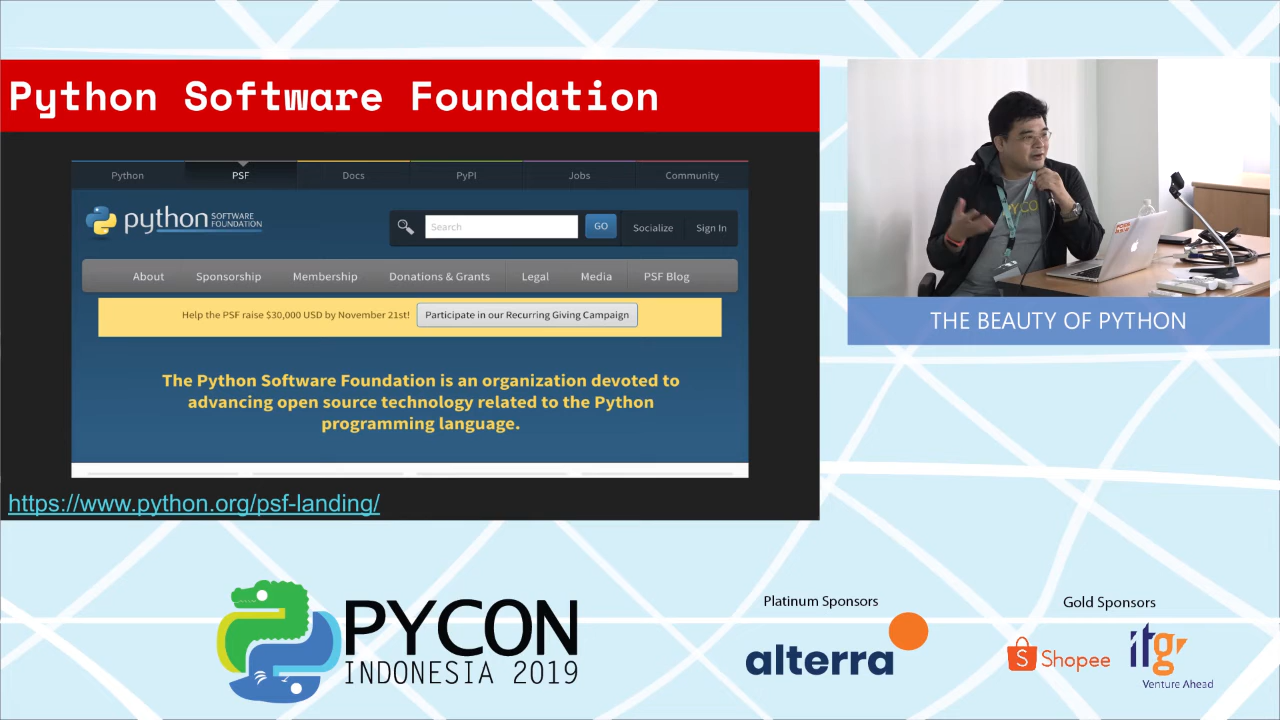 Python Software Foundation
Python
PSF
Docs
PyPI
Jobs
Community
python SOFTWARE FOUNDATION
Search
GO
Socialize
Sign In
About
Sponsorship
Membership
Donations & Grants
Legal
Media
PSF Blog
Help the PSF raise $30,000 USD by November 21st!
Participate in our Recurring Giving Campaign
The Python Software Foundation is an organization devoted to
advancing open source technology related to the Python
programming language.
https://www.python.org/psf-landing/
THE BEAUTY OF PYTHON
PYCON
INDONESIA 2019
Platinum Sponsors
alterra
Gold Sponsors
Shopee
itg
Venture Ahead